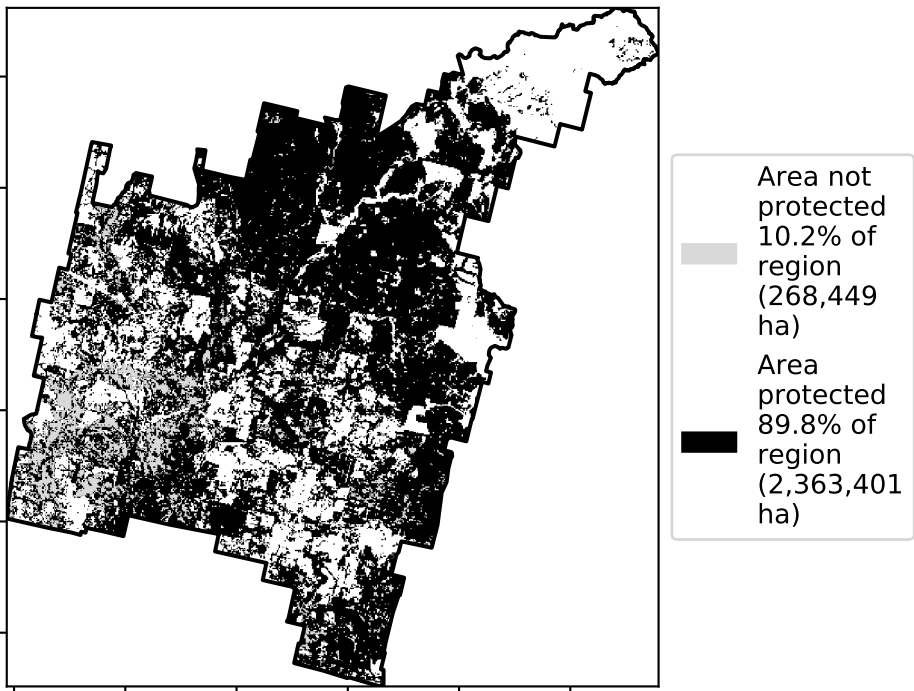 Area not
protected
10.2% of
region
(268,449
ha)
Area
protected
89.8% of
region
(2,363,401
ha)